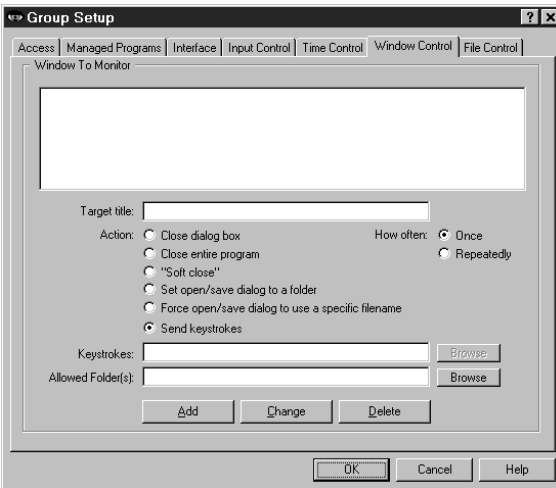 Group Setup
Access Managed Programs Interface Input Control Time Control Window Control File Control
Window To Monitor
Target title:
Action: Close dialog box How often: Once
Close entire program Repeatedly
"Soft close"
Set open/save dialog to a folder
Force open/save dialog to use a specific filename
Send keystrokes
Keystrokes: Browse
Allowed Folder(s): Browse
Add Change Delete
OK Cancel Help